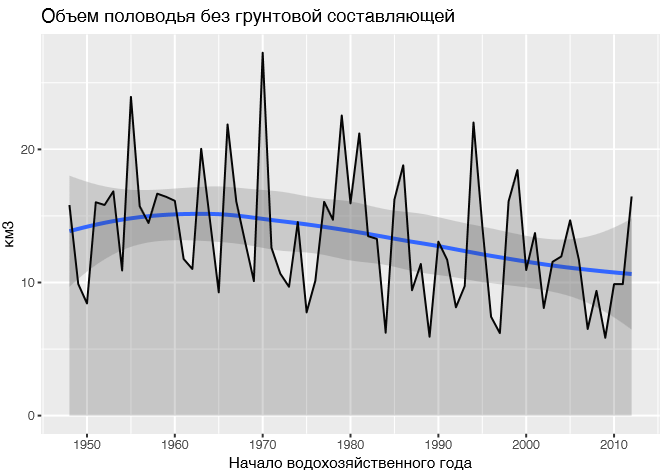 Объем половодья без грунтовой составляющей
км3
20
10
0
1950 1960 1970 1980 1990 2000 2010
Начало водохозяйственного года